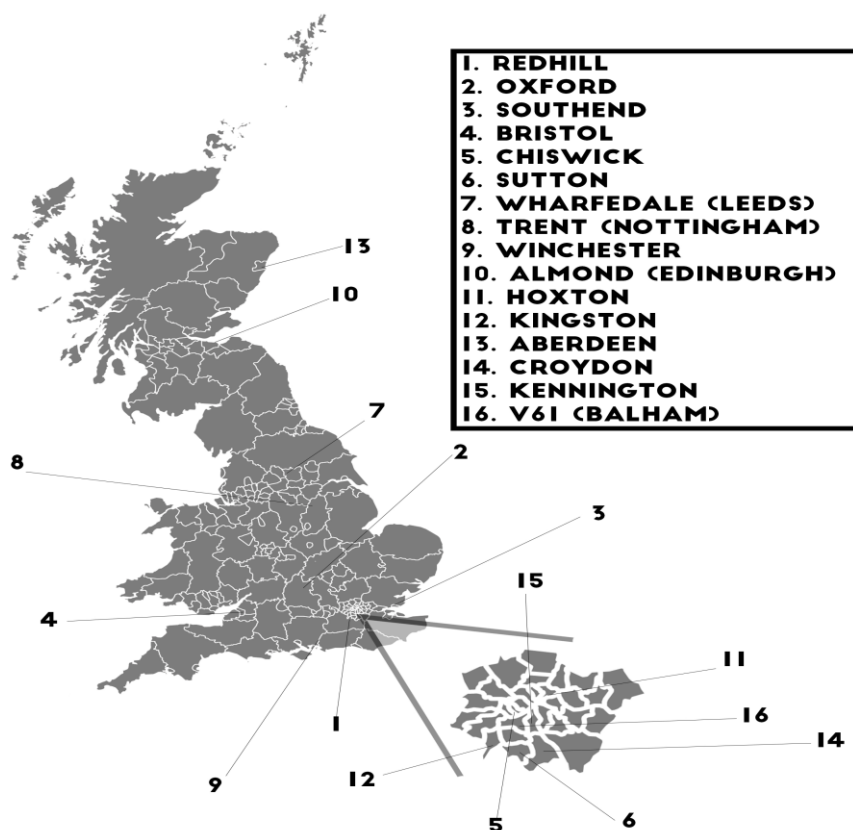 1. REDHILL
2. OXFORD
3. SOUTHEND
4. BRISTOL
5. CHISWICK
6. SUTTON
7. WHARFEDALE (LEEDS)
8. TRENT (NOTTINGHAM)
9. WINCHESTER
10. ALMOND (EDINBURGH)
11. HOXTON
12. KINGSTON
13. ABERDEEN
14. CROYDON
15. KENNINGTON
16. V61 (BALHAM)
13
10
7
2
8
3
15
4
11
1
16
14
12
9
5
6